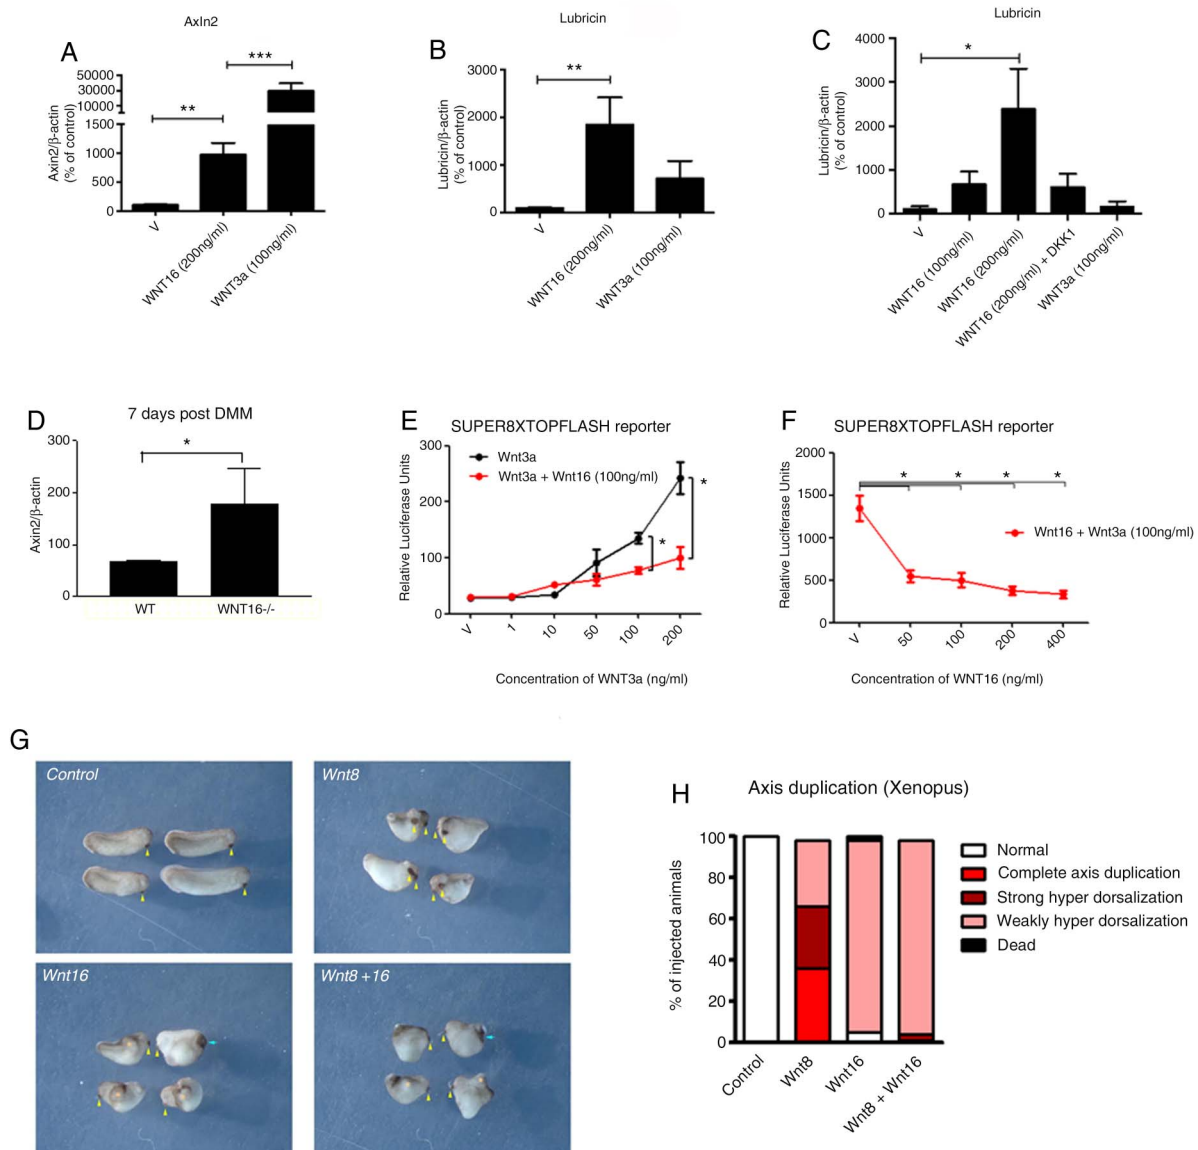 AxIn2
A
***
**
50000
30000
10000
1500
1000
500
0
Axin2/β-actin
(% of control)
V
WNT16 (200ng/ml)
WNT3a (100ng/ml)
Lubricin
B
**
3000
2000
1000
0
Lubricin/β-actin
(% of control)
V
WNT16 (200ng/ml)
WNT3a (100ng/ml)
Lubricin
C
*
4000
3000
2000
1000
0
Lubricin/β-actin
(% of control)
V
WNT16 (100ng/ml)
WNT16 (200ng/ml)
WNT16 (200ng/ml) + DKK1
WNT3a (100ng/ml)
D
7 days post DMM
*
300
200
100
0
Axin2/β-actin
WT
WNT16-/-
E
SUPER8XTOPFLASH reporter
Wnt3a
Wnt3a + Wnt16 (100ng/ml)
*
*
300
200
100
0
Relative Luciferase Units
V
1
10
50
100
200
Concentration of WNT3a (ng/ml)
F
SUPER8XTOPFLASH reporter
* * * *
Wnt16 + Wnt3a (100ng/ml)
2000
1500
1000
500
0
Relative Luciferase Units
V
50
100
200
400
Concentration of WNT16 (ng/ml)
G
Control
Wnt8
Wnt16
Wnt8 +16
H
Axis duplication (Xenopus)
100
80
60
40
20
0
% of injected animals
Control
Wnt8
Wnt16
Wnt8 + Wnt16
Normal
Complete axis duplication
Strong hyper dorsalization
Weakly hyper dorsalization
Dead